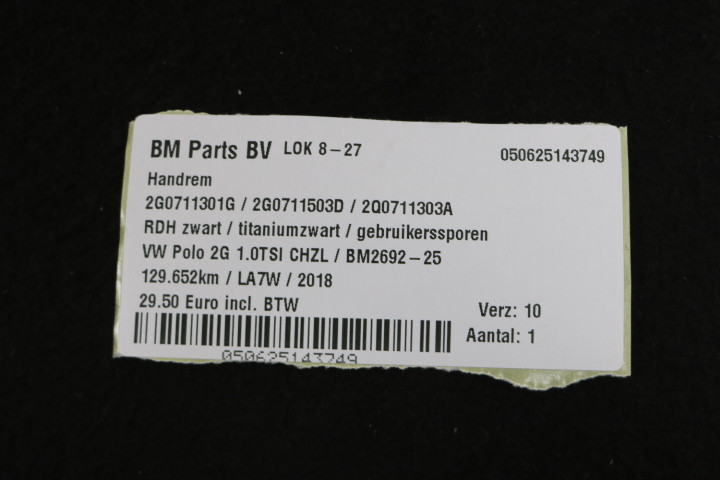 BM Parts BV LOK 8-27 050625143749
Handrem
2G0711301G / 2G0711503D / 2Q0711303A
RDH zwart / titaniumzwart / gebruikerssporen
VW Polo 2G 1.0TSI CHZL / BM2692-25
129.652km / LA7W / 2018
29.50 Euro incl. BTW Verz: 10
Aantal: 1
050625143749